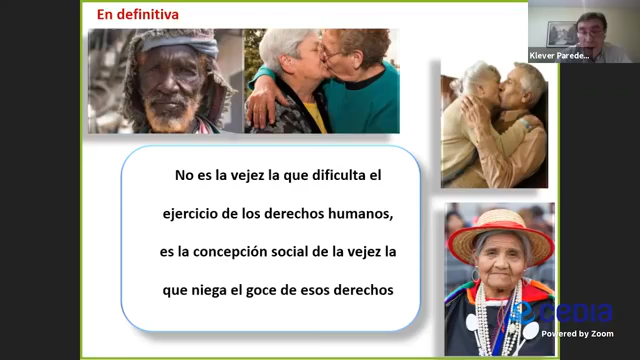 En definitiva
Klever Parede...
No es la vejez la que dificulta el
ejercicio de los derechos humanos,
es la concepción social de la vejez la
que niega el goce de esos derechos
cedia
Powered by Zoom